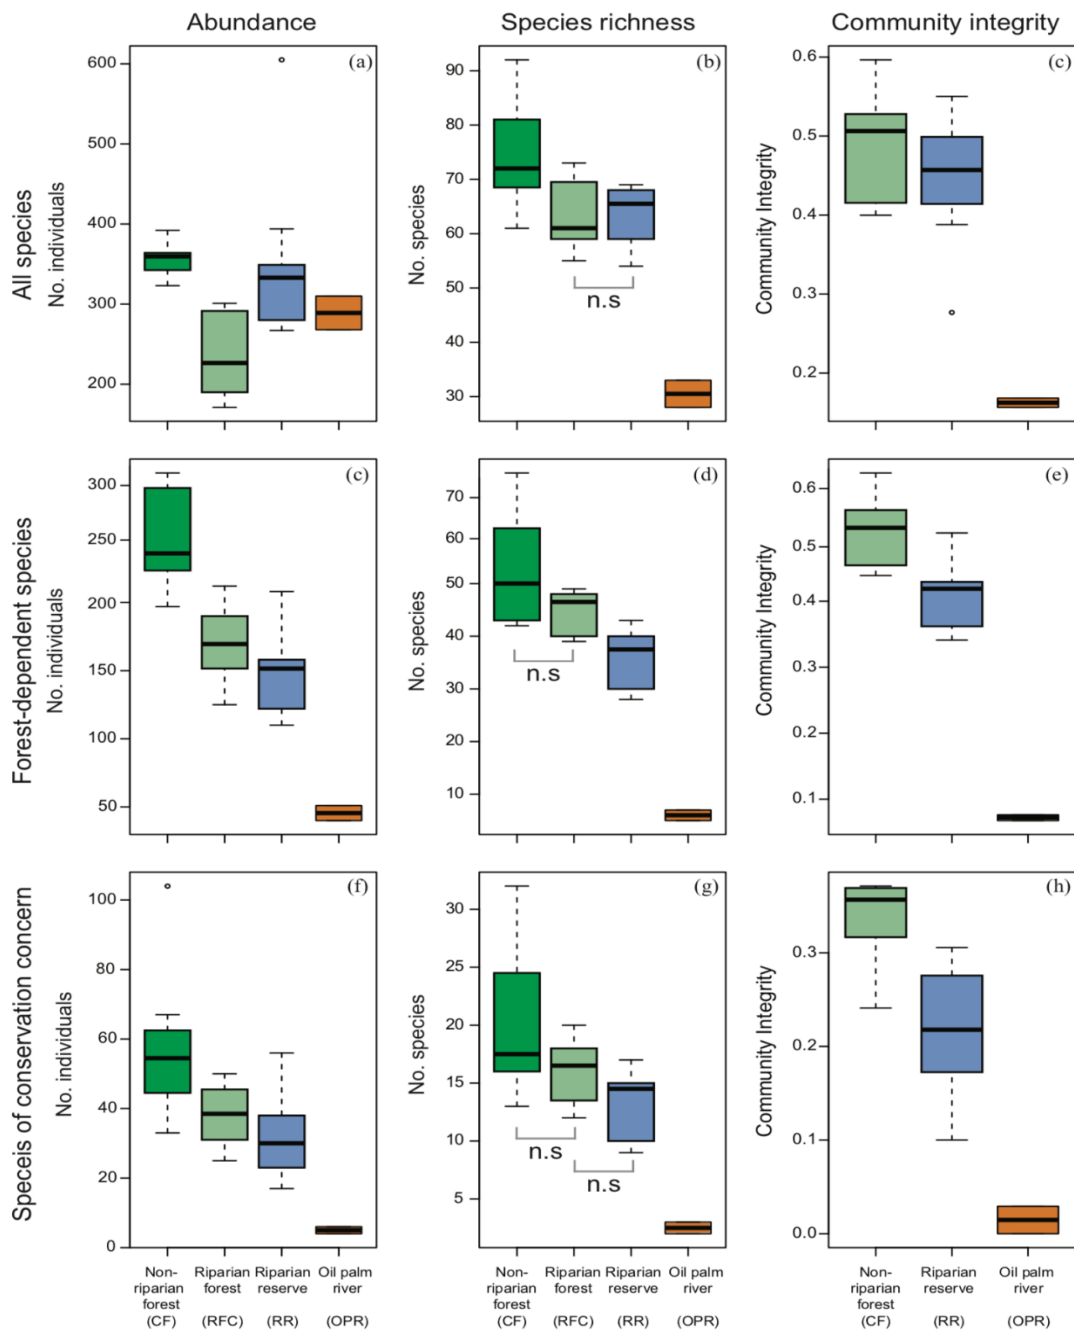 Abundance
Species richness
Community integrity
All species
No. individuals
600
500
400
300
200
(a)
No. species
90
80
70
60
50
40
30
(b)
n.s
Community Integrity
0.6
0.5
0.4
0.3
0.2
(c)
Forest-dependent species
No. individuals
300
250
200
150
100
50
(c)
No. species
70
60
50
40
30
20
10
(d)
n.s
Community Integrity
0.6
0.5
0.4
0.3
0.1
(e)
Speceis of conservation concern
No. individuals
100
80
60
40
20
0
(f)
No. species
30
25
20
15
10
5
(g)
n.s
n.s
Community Integrity
0.3
0.2
0.1
0.0
(h)
Non-
riparian
forest
(CF)
Riparian
forest
(RFC)
Riparian
reserve
(RR)
Oil palm
river
(OPR)
Non-
riparian
forest
(CF)
Riparian
forest
(RFC)
Riparian
reserve
(RR)
Oil palm
river
(OPR)
Non-
riparian
forest
(CF)
Riparian
reserve
(RR)
Oil palm
river
(OPR)